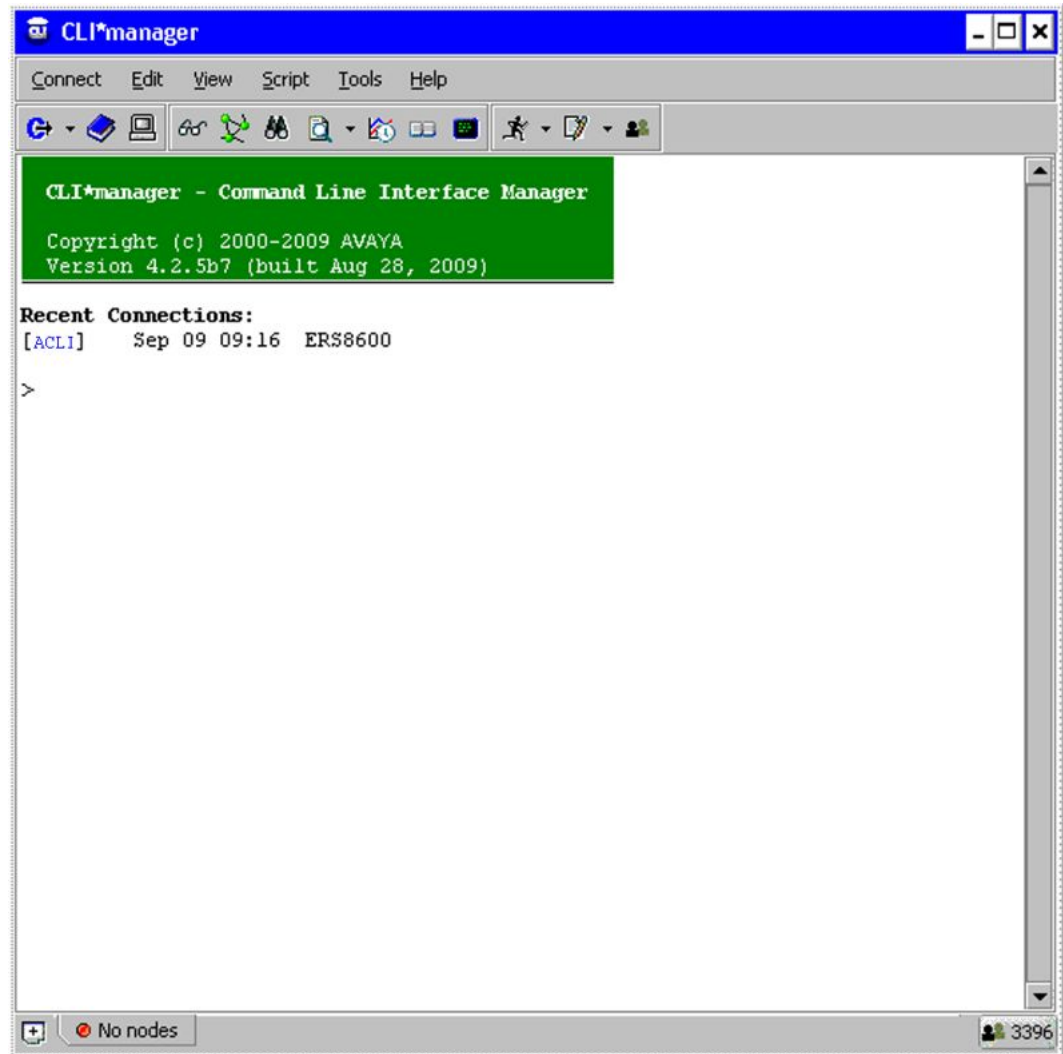 CLI*manager
Connect Edit View Script Tools Help
CLI*manager - Command Line Interface Manager
Copyright (c) 2000-2009 AVAYA
Version 4.2.5b7 (built Aug 28, 2009)
Recent Connections:
[ACLI] Sep 09 09:16 ERS8600
>
No nodes
3396